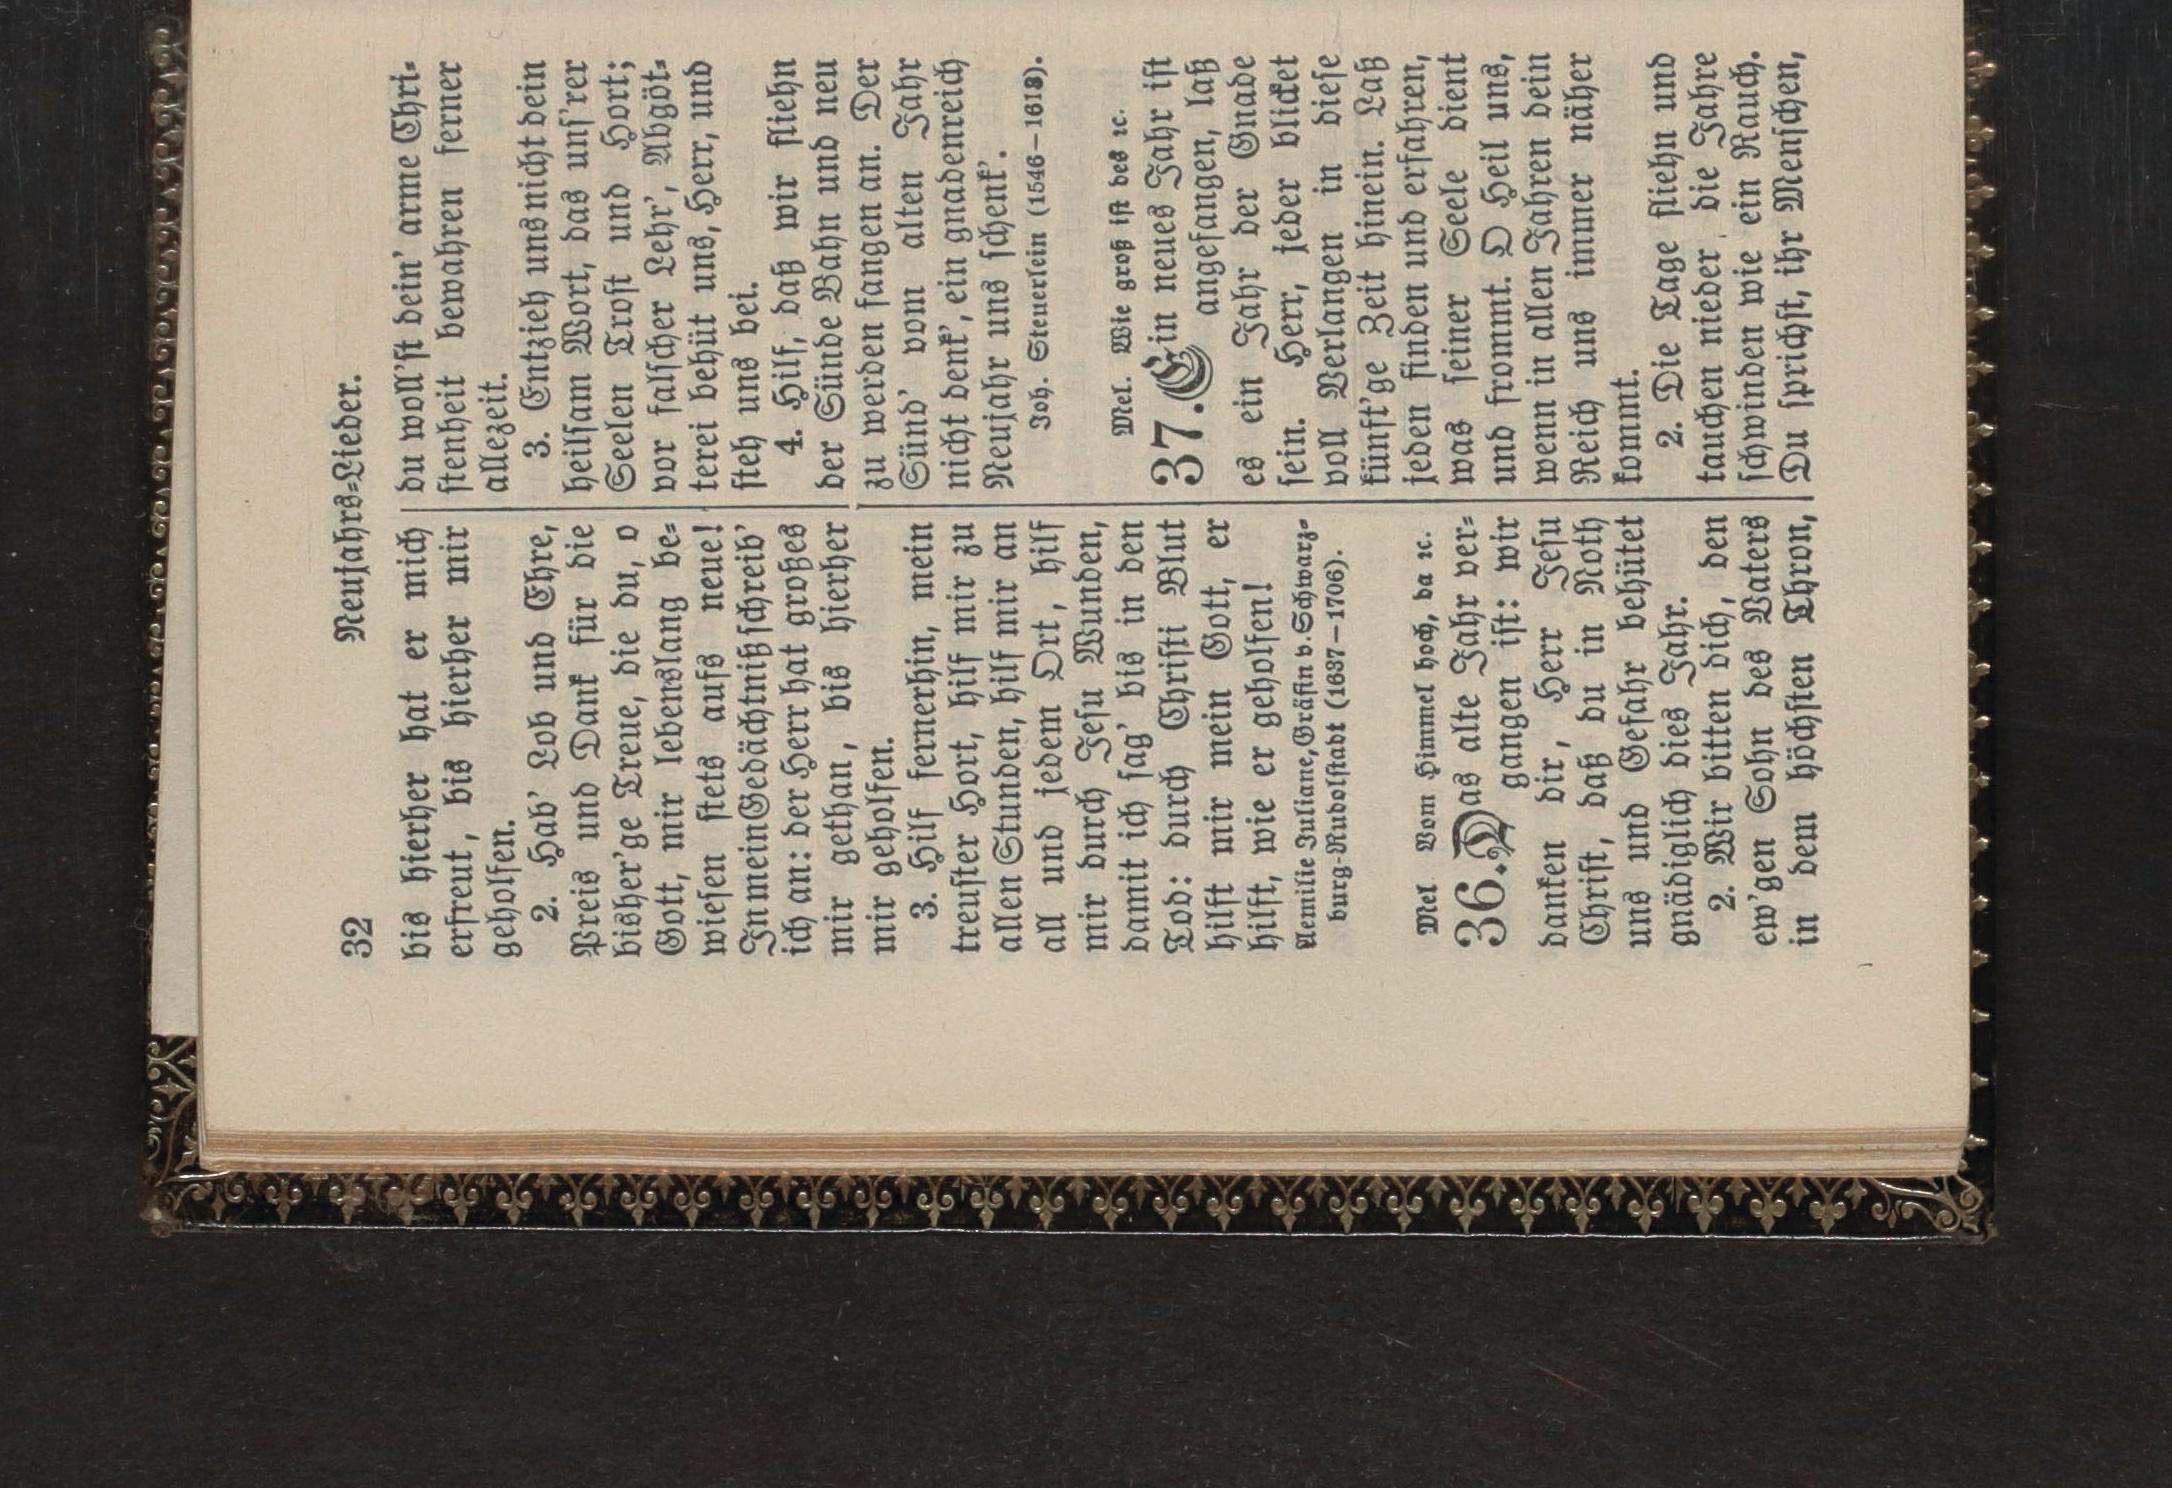 32
Neujahrs-Lieder.
bis hierher hat er mich
erfreut, bis hierher mir
geholfen.
2. Hab' Lob und Ehre,
Preis und Dank für die
bisher'ge Treue, die du, o
Gott, mir lebenslang be-
wiesen stets aufs neue!
In mein Gedächtniß schreib'
ich an: der Herr hat großes
mir gethan, bis hierher
mir geholfen.
3. Hilf fernerhin, mein
treuster Hort, hilf mir zu
allen Stunden, hilf mir an
all und jedem Ort, hilf
mir durch Jesu Wunden,
damit ich sag' bis in den
Tod: durch Christi Blut
hilft mir mein Gott, er
hilft, wie er geholfen!
Aemilie Juliane, Gräfin v. Schwarz-
burg-Rudolstadt (1637–1706).
Mel Vom Himmel hoch, da ꝛc.
36. Das alte Jahr ver-
gangen ist: wir
danken dir, Herr Jesu
Christ, daß du in Noth
uns und Gefahr behütet
gnädiglich dies Jahr.
2. Wir bitten dich, den
ew'gen Sohn des Vaters
in dem höchsten Thron,
du woll'st dein' arme Chri-
stenheit bewahren ferner
allezeit.
3. Entzieh uns nicht dein
heilsam Wort, das uns'rer
Seelen Trost und Hort;
vor falscher Lehr', Abgöt-
terei behüt uns, Herr, und
steh uns bei.
4. Hilf, daß wir fliehn
der Sünde Bahn und neu
zu werden fangen an. Der
Sünd' vom alten Jahr
nicht denk', ein gnadenreich
Neujahr uns schenk'.
Joh. Steuerlein (1546–1613).
Mel. Wie groß ist des ꝛc.
37. Ein neues Jahr ist
angefangen, laß
es ein Jahr der Gnade
sein. Herr, jeder blicket
voll Verlangen in diese
künft'ge Zeit hinein. Laß
jeden finden und erfahren,
was seiner Seele dient
und frommt. O Heil uns,
wenn in allen Jahren dein
Reich uns immer näher
kommt.
2. Die Tage fliehn und
tauchen nieder, die Jahre
schwinden wie ein Rauch.
Du sprichst, ihr Menschen,